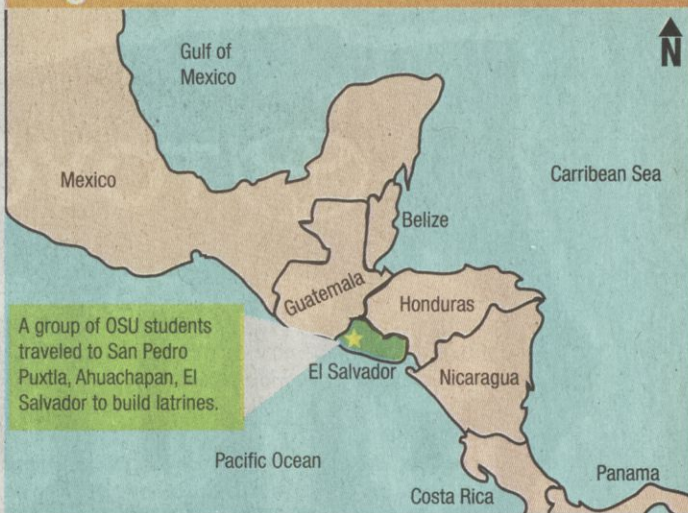 Gulf of
Mexico
N
Mexico
Carribean Sea
Belize
Guatemala
Honduras
A group of OSU students
traveled to San Pedro
Puxtla, Ahuachapan, El
Salvador to build latrines.
El Salvador
Nicaragua
Pacific Ocean
Costa Rica
Panama